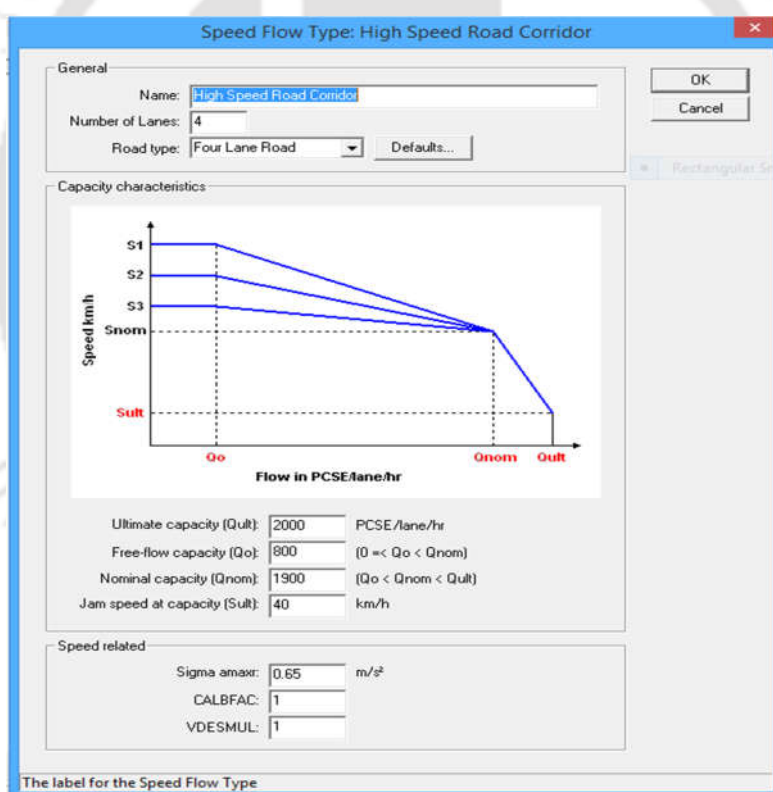 Speed Flow Type: High Speed Road Corridor
General
Name: High Speed Road Corridor
OK
Number of Lanes: 4
Cancel
Road type: Four Lane Road Defaults...
Rectangular Sn
Capacity characteristics
S1
S2
S3
Snom
Speed km/h
Sult
Qo Qnom Qult
Flow in PCSE/lane/hr
Ultimate capacity (Qult): 2000 PCSE/lane/hr
Free-flow capacity (Qo): 800 (0 =< Qo < Qnom)
Nominal capacity (Qnom): 1900 (Qo < Qnom < Qult)
Jam speed at capacity (Sult): 40 km/h
Speed related
Sigma amaxr: 0.65 m/s²
CALBFAC: 1
VDESMUL: 1
The label for the Speed Flow Type